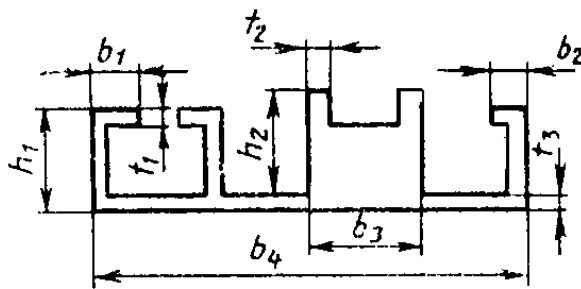 t₂
b₁ b₂
h₁ t₁ h₂ t₃
b₃
b₄